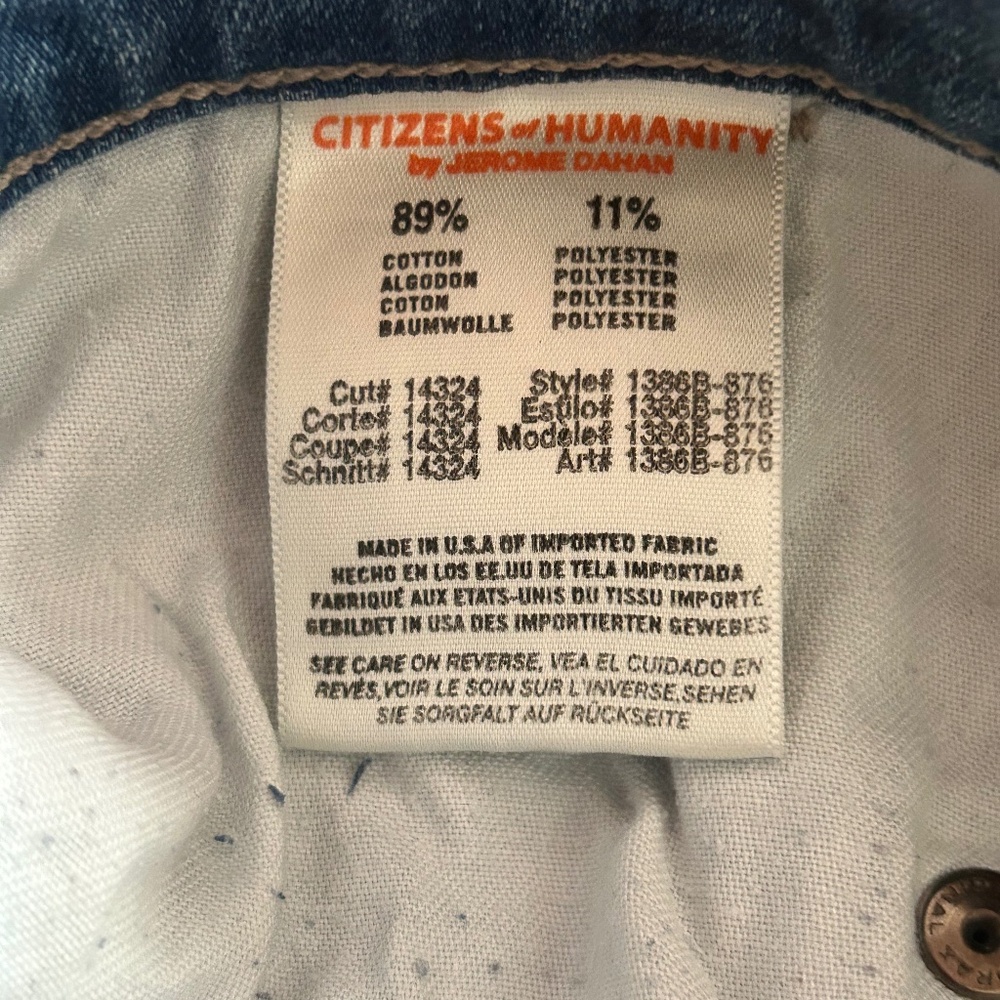 CITIZENS of HUMANITY
by JEROME DAHAN
89% 11%
COTTON POLYESTER
ALGODON POLYESTER
COTON POLYESTER
BAUMWOLLE POLYESTER
Cut# 14324 Style# 1386B-876
Corte# 14324 Estilo# 1386B-876
Coupe# 14324 Modele# 1386B-876
Schnitt# 14324 Art# 1386B-876
MADE IN U.S.A OF IMPORTED FABRIC
HECHO EN LOS EE.UU DE TELA IMPORTADA
FABRIQUÉ AUX ETATS-UNIS DU TISSU IMPORTÉ
GEBILDET IN USA DES IMPORTIERTEN GEWEBES
SEE CARE ON REVERSE, VEA EL CUIDADO EN
REVÉS,VOIR LE SOIN SUR L'INVERSE,SEHEN
SIE SORGFALT AUF RÜCKSEITE